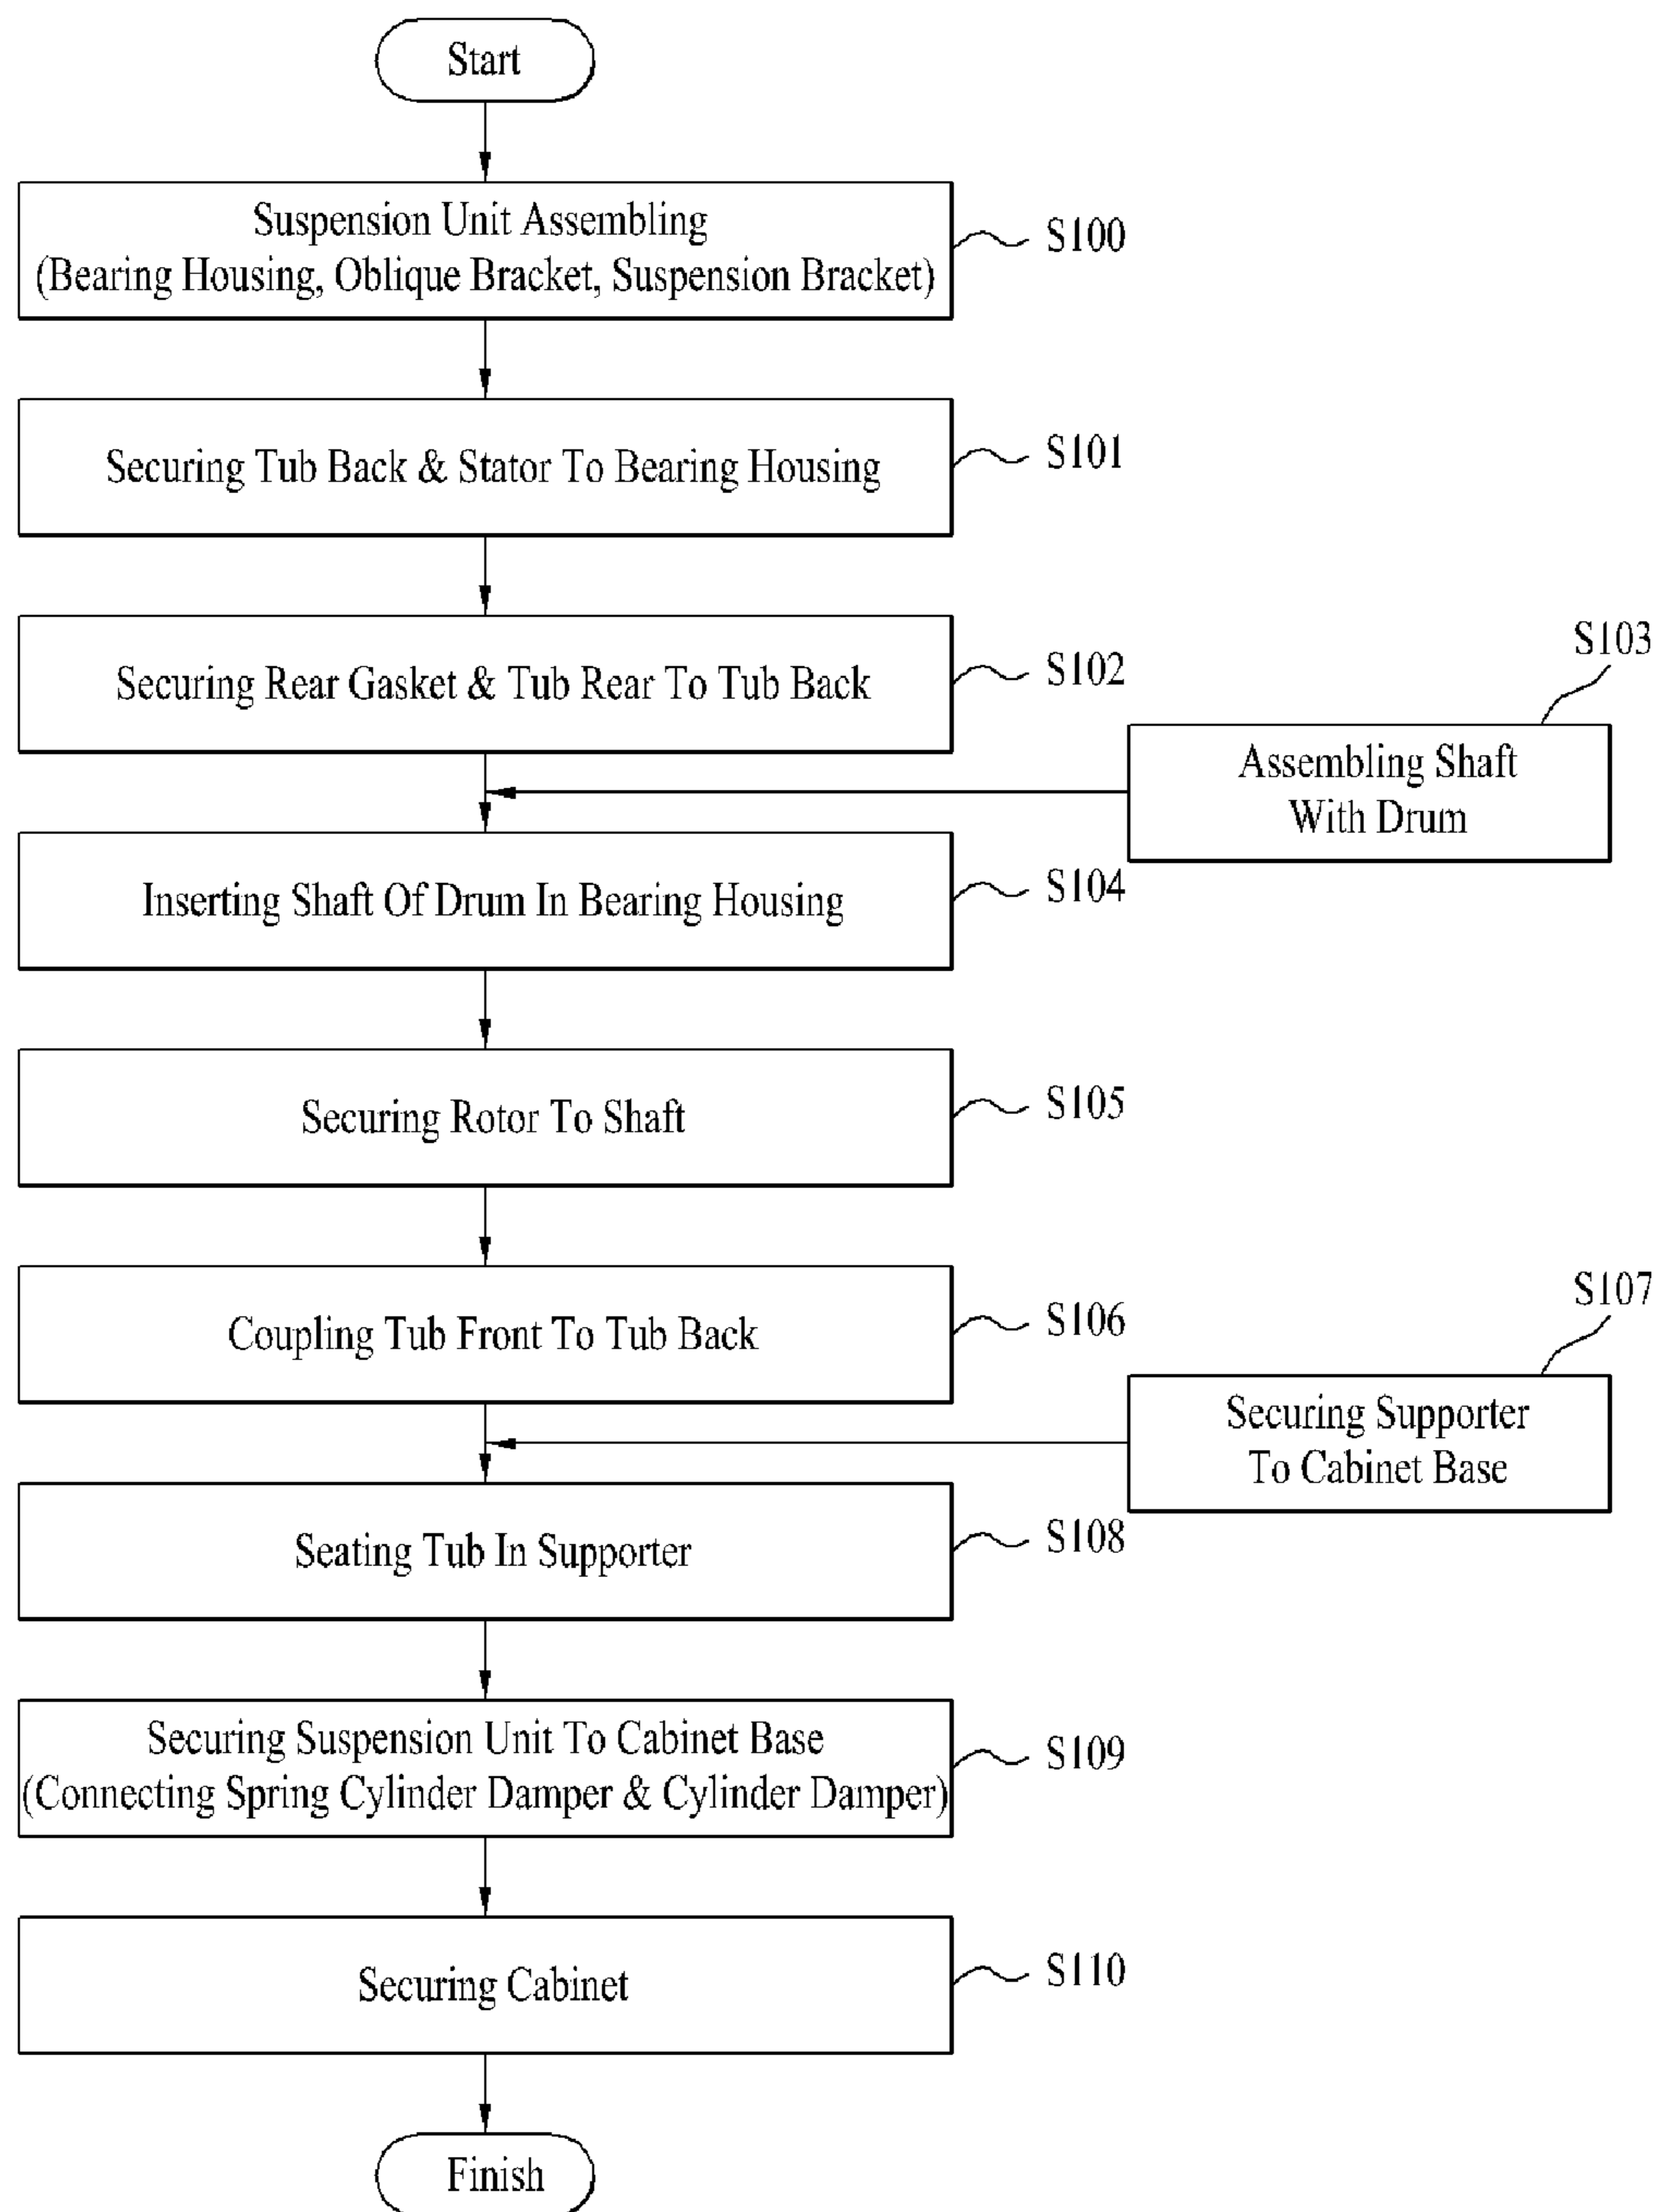 Start
Suspension Unit Assembling
(Bearing Housing, Oblique Bracket, Suspension Bracket)
S100
Securing Tub Back & Stator To Bearing Housing
S101
Securing Rear Gasket & Tub Rear To Tub Back
S102
S103
Assembling Shaft
With Drum
Inserting Shaft Of Drum In Bearing Housing
S104
Securing Rotor To Shaft
S105
Coupling Tub Front To Tub Back
S106
S107
Securing Supporter
To Cabinet Base
Seating Tub In Supporter
S108
Securing Suspension Unit To Cabinet Base
(Connecting Spring Cylinder Damper & Cylinder Damper)
S109
Securing Cabinet
S110
Finish